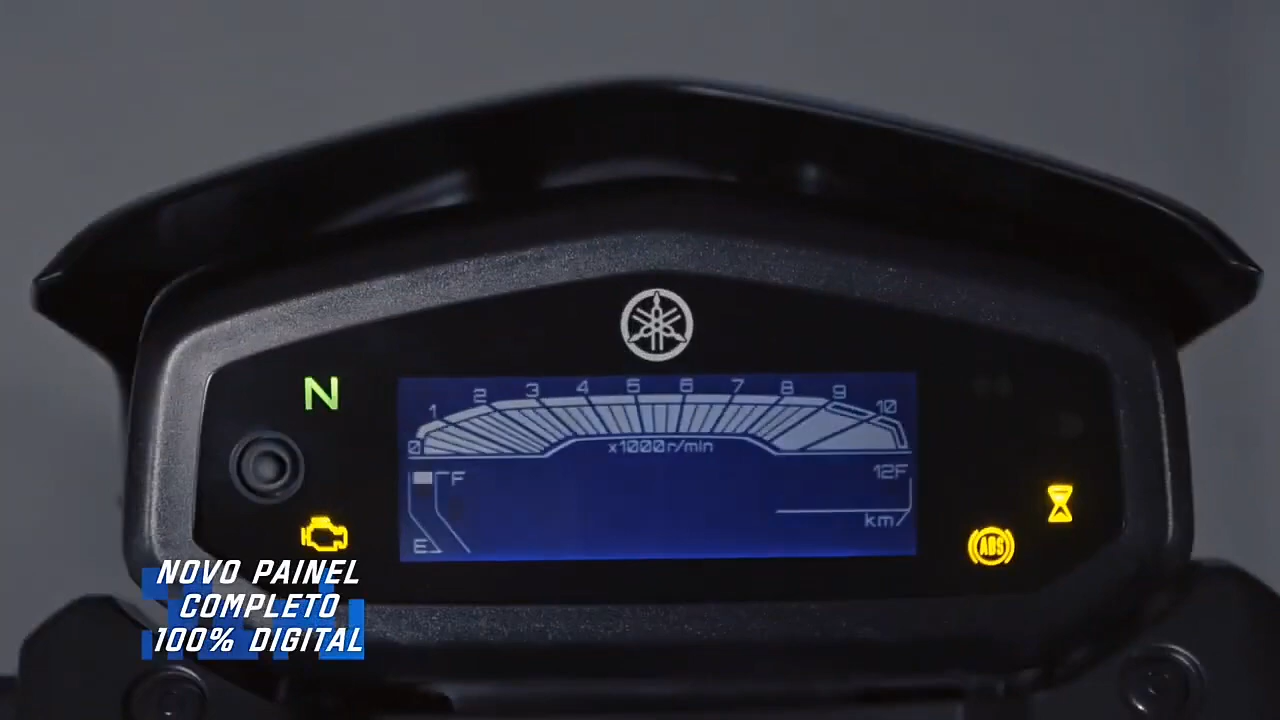 N
1 2 3 4 5 6 7 8 9 10
0
x1000r/min
F
12F
km
E
ABS
NOVO PAINEL
COMPLETO
100% DIGITAL